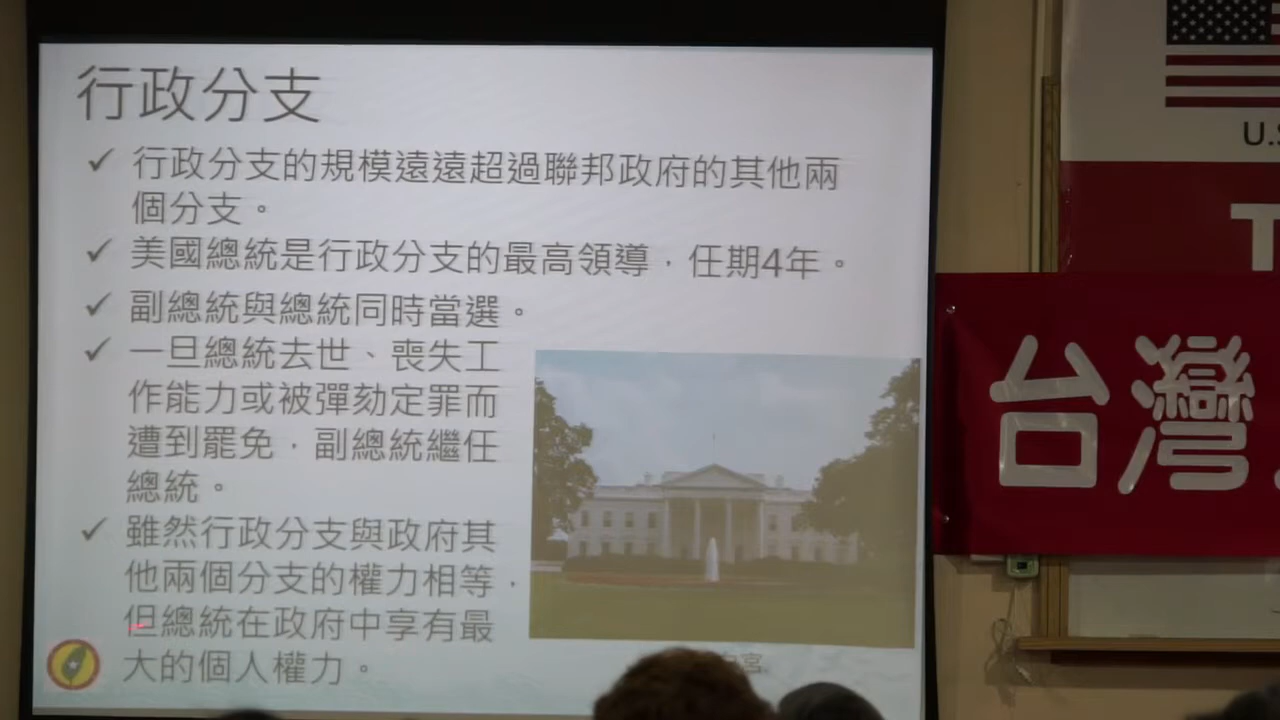 行政分支
✓ 行政分支的規模遠遠超過聯邦政府的其他兩
個分支。
✓ 美國總統是行政分支的最高領導，任期4年。
✓ 副總統與總統同時當選。
✓ 一旦總統去世、喪失工
作能力或被彈劾定罪而
遭到罷免，副總統繼任
總統。
✓ 雖然行政分支與政府其
他兩個分支的權力相等，
但總統在政府中享有最
大的個人權力。
白宮
U.S
T
台灣